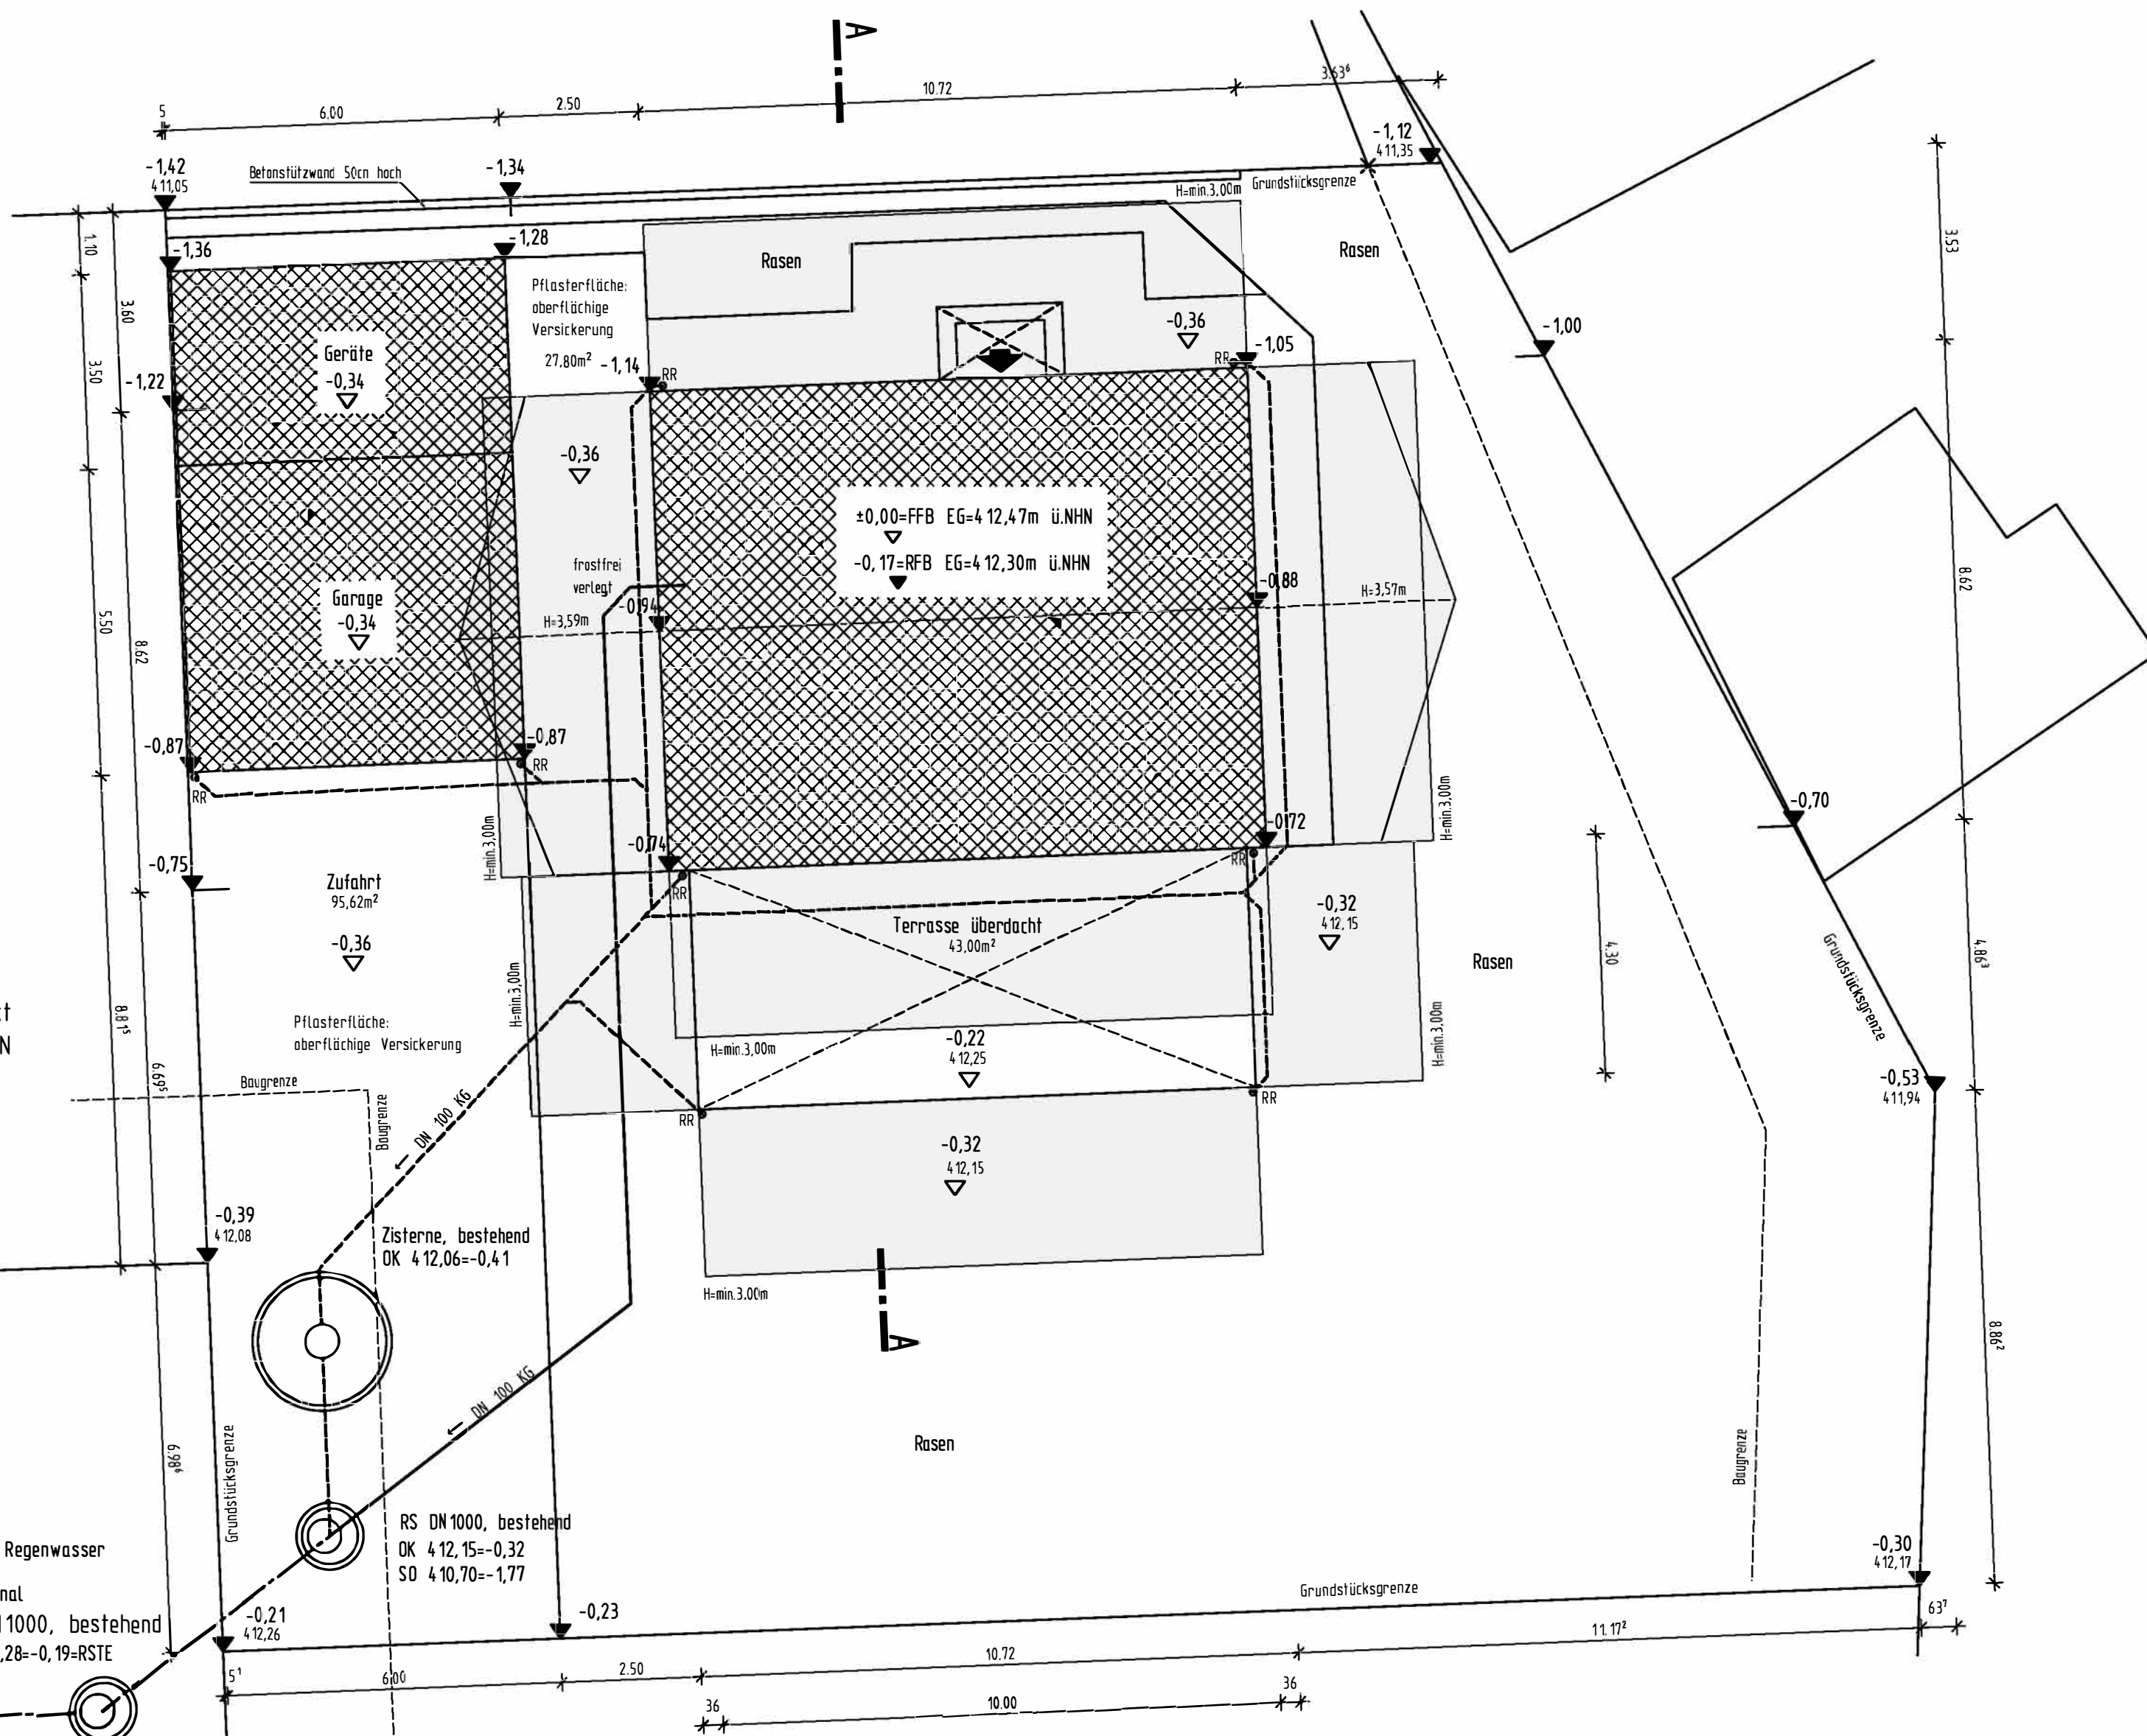 A
5
6.00
2.50
10.72
3.63⁶
-1,42
411,05
Betonstützwand 50cm hoch
-1,34
-1,12
411,35
H=min.3,00m
Grundstücksgrenze
1.10
3.60
3.50
5.50
8.62
8.81⁵
6.69⁵
6.98⁶
-1,36
-1,28
Rasen
Rasen
Pflasterfläche:
oberflächige
Versickerung
27,80m²
-1,14
RR
-0,36
RR
-1,05
-1,00
3.53
Geräte
-0,34
-1,22
-0,36
±0,00=FFB EG=412,47m ü.NHN
-0,17=RFB EG=412,30m ü.NHN
frostfrei
verlegt
-0,94
H=3,59m
-0,88
H=3,57m
8.62
Garage
-0,34
-0,87
RR
-0,87
RR
H=min.3,00m
-0,74
RR
-0,72
RR
H=min.3,00m
-0,70
-0,75
Zufahrt
95,62m²
-0,36
Terrasse überdacht
43,00m²
-0,32
412,15
Rasen
4.30
Grundstücksgrenze
4.86³
Pflasterfläche:
oberflächige Versickerung
H=min.3,00m
H=min.3,00m
-0,22
412,25
H=min.3,00m
-0,53
411,94
Baugrenze
Baugrenze
DN 100 KG
RR
RR
-0,32
412,15
-0,39
412,08
Zisterne, bestehend
OK 412,06=-0,41
H=min.3.00m
A
8.86²
DN 100 KG
Rasen
Grundstücksgrenze
Baugrenze
RS DN1000, bestehend
OK 412,15=-0,32
SO 410,70=-1,77
Regenwasser
nal
1000, bestehend
,28=-0,19=RSTE
-0,21
412,26
-0,23
Grundstücksgrenze
-0,30
412,17
63⁷
5¹
6.00
2.50
10.72
11.17²
36
10.00
36